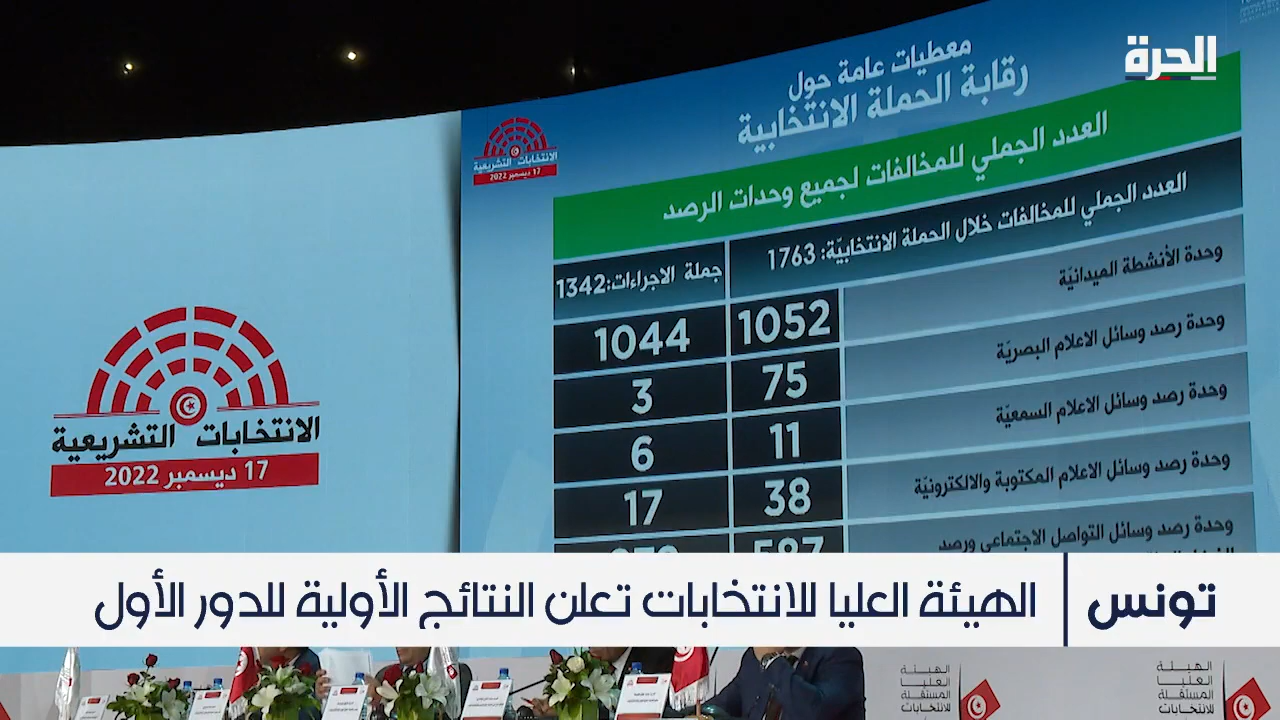 الحرة
معطيات عامة حول
رقابة الحملة الانتخابية
الانتخابات التشريعية
17 ديسمبر 2022
العدد الجملي للمخالفات لجميع وحدات الرصد
العدد الجملي للمخالفات خلال الحملة الانتخابيّة: 1763
جملة الاجراءات:1342
وحدة الأنشطة الميدانيّة
1052
1044
وحدة رصد وسائل الاعلام البصريّة
75
3
وحدة رصد وسائل الاعلام السمعيّة
11
6
وحدة رصد وسائل الاعلام المكتوبة والالكترونيّة
38
17
وحدة رصد وسائل التواصل الاجتماعي ورصد
587
الانتخابات التشريعية
17 ديسمبر 2022
تونس
الهيئة العليا للانتخابات تعلن النتائج الأولية للدور الأول
الهيئة
العليا
المستقلة
للانتخابات
الهيئة
العليا
المستقلة
للانتخابات